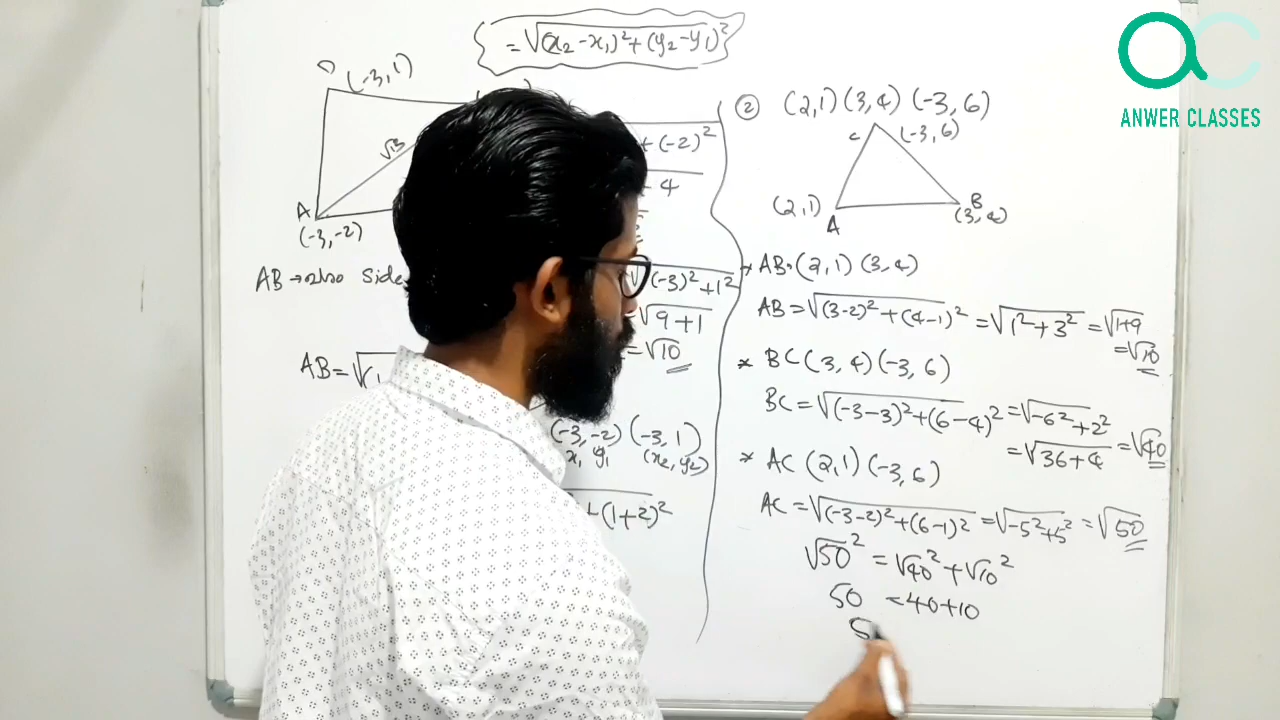 = √(x₂ - x₁)² + (y₂ - y₁)²
(-3, 1)
√13
A
(-3, -2)
AB → also Side
AB = √(
+ (-2)²
4
√(-3)² + 1²
= √9+1
= √10
(-3, -2) (-3, 1)
x₁ y₁ (x₂, y₂)
+ (1+2)²
② (2, 1) (3, 4) (-3, 6)
C (-3, 6)
(2, 1) B
A (3, 4)
* AB · (2, 1) (3, 4)
AB = √(3-2)² + (4-1)² = √1² + 3² = √1+9
= √10
* BC (3, 4) (-3, 6)
BC = √(-3-3)² + (6-4)² = √-6² + 2²
= √36+4 = √40
* AC (2, 1) (-3, 6)
AC = √(-3-2)² + (6-1)² = √-5² + 5² = √50
√50² = √40² + √10²
50 = 40+10
5
ac
ANWER CLASSES